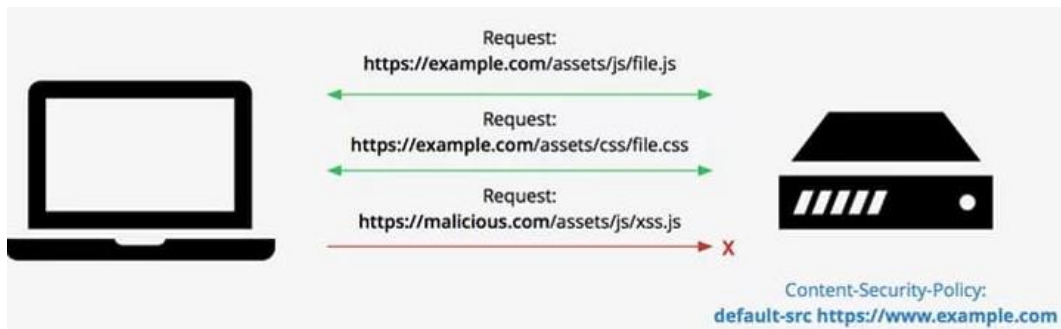 Request:
https://example.com/assets/js/file.js
Request:
https://example.com/assets/css/file.css
Request:
https://malicious.com/assets/js/xss.js
X
Content-Security-Policy:
default-src https://www.example.com